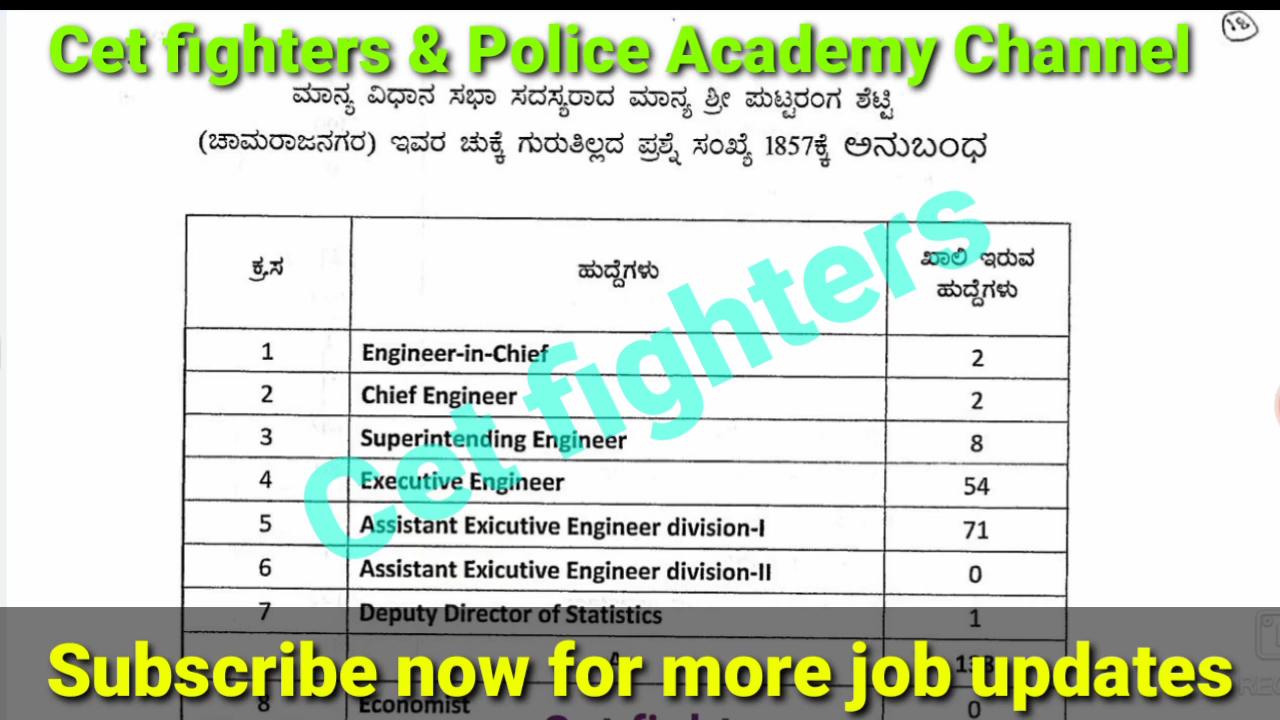 Cet fighters & Police Academy Channel
18
ಮಾನ್ಯ ವಿಧಾನ ಸಭಾ ಸದಸ್ಯರಾದ ಮಾನ್ಯ ಶ್ರೀ ಪುಟ್ಟರಂಗ ಶೆಟ್ಟಿ
(ಚಾಮರಾಜನಗರ) ಇವರ ಚುಕ್ಕೆ ಗುರುತಿಲ್ಲದ ಪ್ರಶ್ನೆ ಸಂಖ್ಯೆ 1857ಕ್ಕೆ ಅನುಬಂಧ
ಕ್ರ.ಸ ಹುದ್ದೆಗಳು ಖಾಲಿ ಇರುವ
ಹುದ್ದೆಗಳು
1 Engineer-in-Chief 2
2 Chief Engineer 2
3 Superintending Engineer 8
4 Executive Engineer 54
5 Assistant Exicutive Engineer division-I 71
6 Assistant Exicutive Engineer division-II 0
7 Deputy Director of Statistics 1
A 138
8 Economist 0
Cet fighters
Subscribe now for more job updates